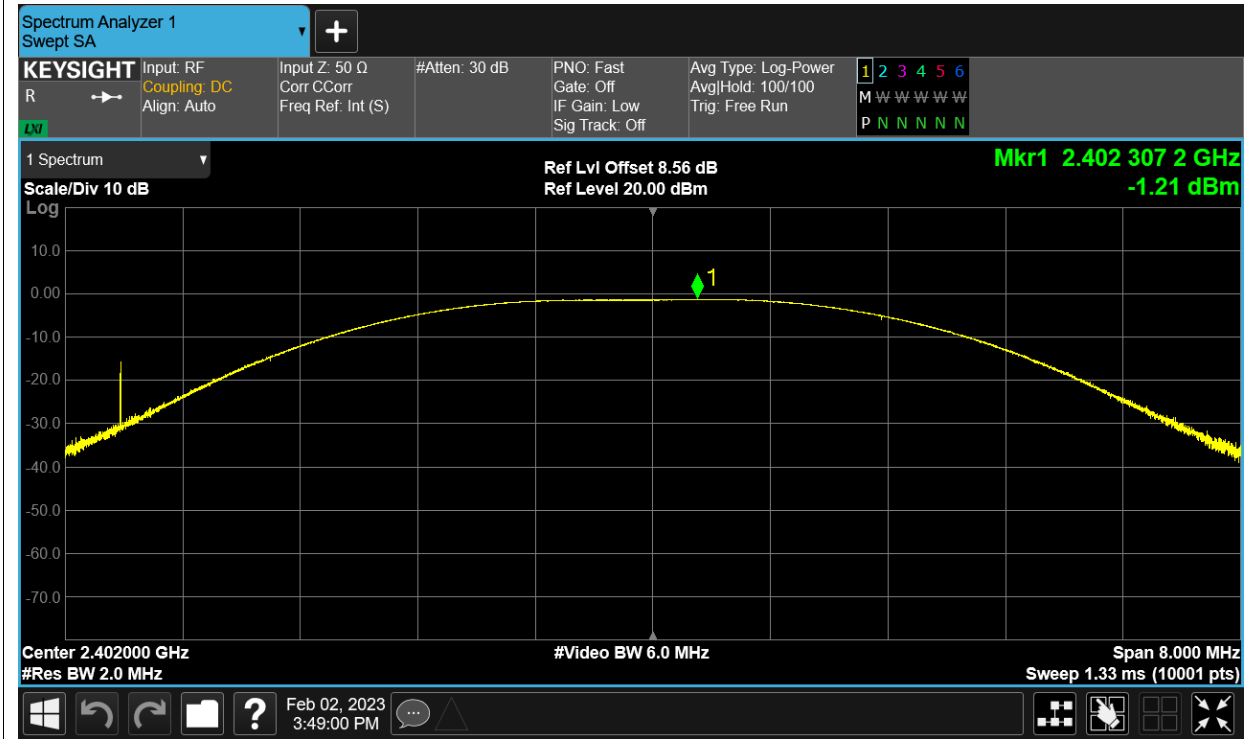 Spectrum Analyzer 1
Swept SA
KEYSIGHT
R
LXI
Input: RF
Coupling: DC
Align: Auto
Input Z: 50 Ω
Corr CCorr
Freq Ref: Int (S)
#Atten: 30 dB
PNO: Fast
Gate: Off
IF Gain: Low
Sig Track: Off
Avg Type: Log-Power
Avg|Hold: 100/100
Trig: Free Run
1 2 3 4 5 6
M W W W W W
P N N N N N
1 Spectrum
Scale/Div 10 dB
Log
Ref Lvl Offset 8.56 dB
Ref Level 20.00 dBm
Mkr1 2.402 307 2 GHz
-1.21 dBm
1
10.0
0.00
-10.0
-20.0
-30.0
-40.0
-50.0
-60.0
-70.0
Center 2.402000 GHz
#Res BW 2.0 MHz
#Video BW 6.0 MHz
Span 8.000 MHz
Sweep 1.33 ms (10001 pts)
?
Feb 02, 2023
3:49:00 PM